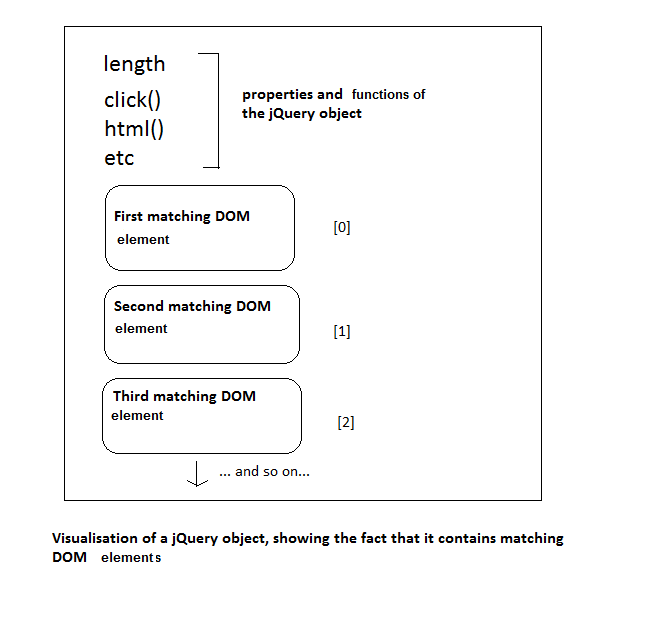 length
click()
html()
etc
properties and functions of
the jQuery object
First matching DOM
element
[0]
Second matching DOM
element
[1]
Third matching DOM
element
[2]
... and so on...
Visualisation of a jQuery object, showing the fact that it contains matching
DOM elements